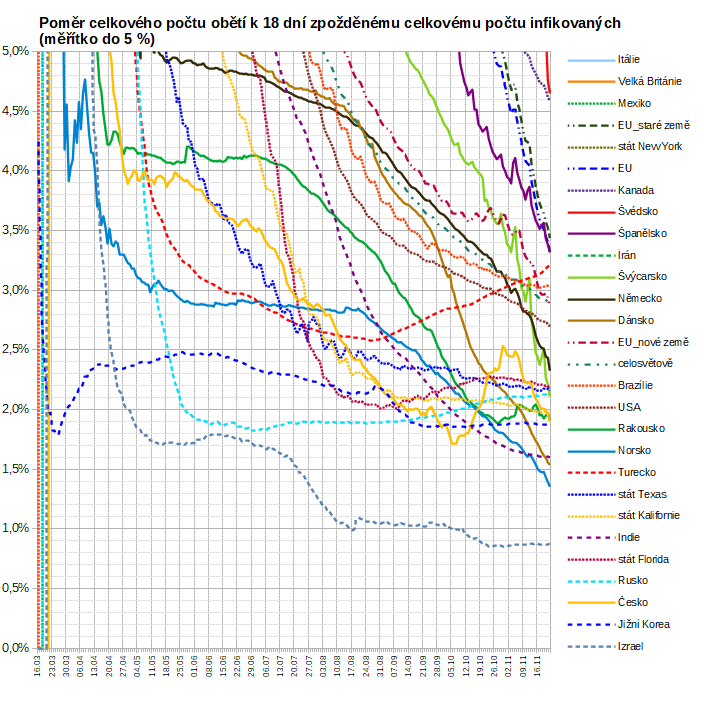 Poměr celkového počtu obětí k 18 dní zpožděnému celkovému počtu infikovaných
(měřítko do 5 %)
5,0%
4,5%
4,0%
3,5%
3,0%
2,5%
2,0%
1,5%
1,0%
0,5%
0,0%
16.03
23.03
30.03
06.04
13.04
20.04
27.04
04.05
11.05
18.05
25.05
01.06
08.06
15.06
22.06
29.06
06.07
13.07
20.07
27.07
03.08
10.08
17.08
24.08
31.08
07.09
14.09
21.09
28.09
05.10
12.10
19.10
26.10
02.11
09.11
16.11
Itálie
Velká Británie
Mexiko
EU_staré země
stát New York
EU
Kanada
Švédsko
Španělsko
Irán
Švýcarsko
Německo
Dánsko
EU_nové země
celosvětově
Brazílie
USA
Rakousko
Norsko
Turecko
stát Texas
stát Kalifornie
Indie
stát Florida
Rusko
Česko
Jižní Korea
Izrael